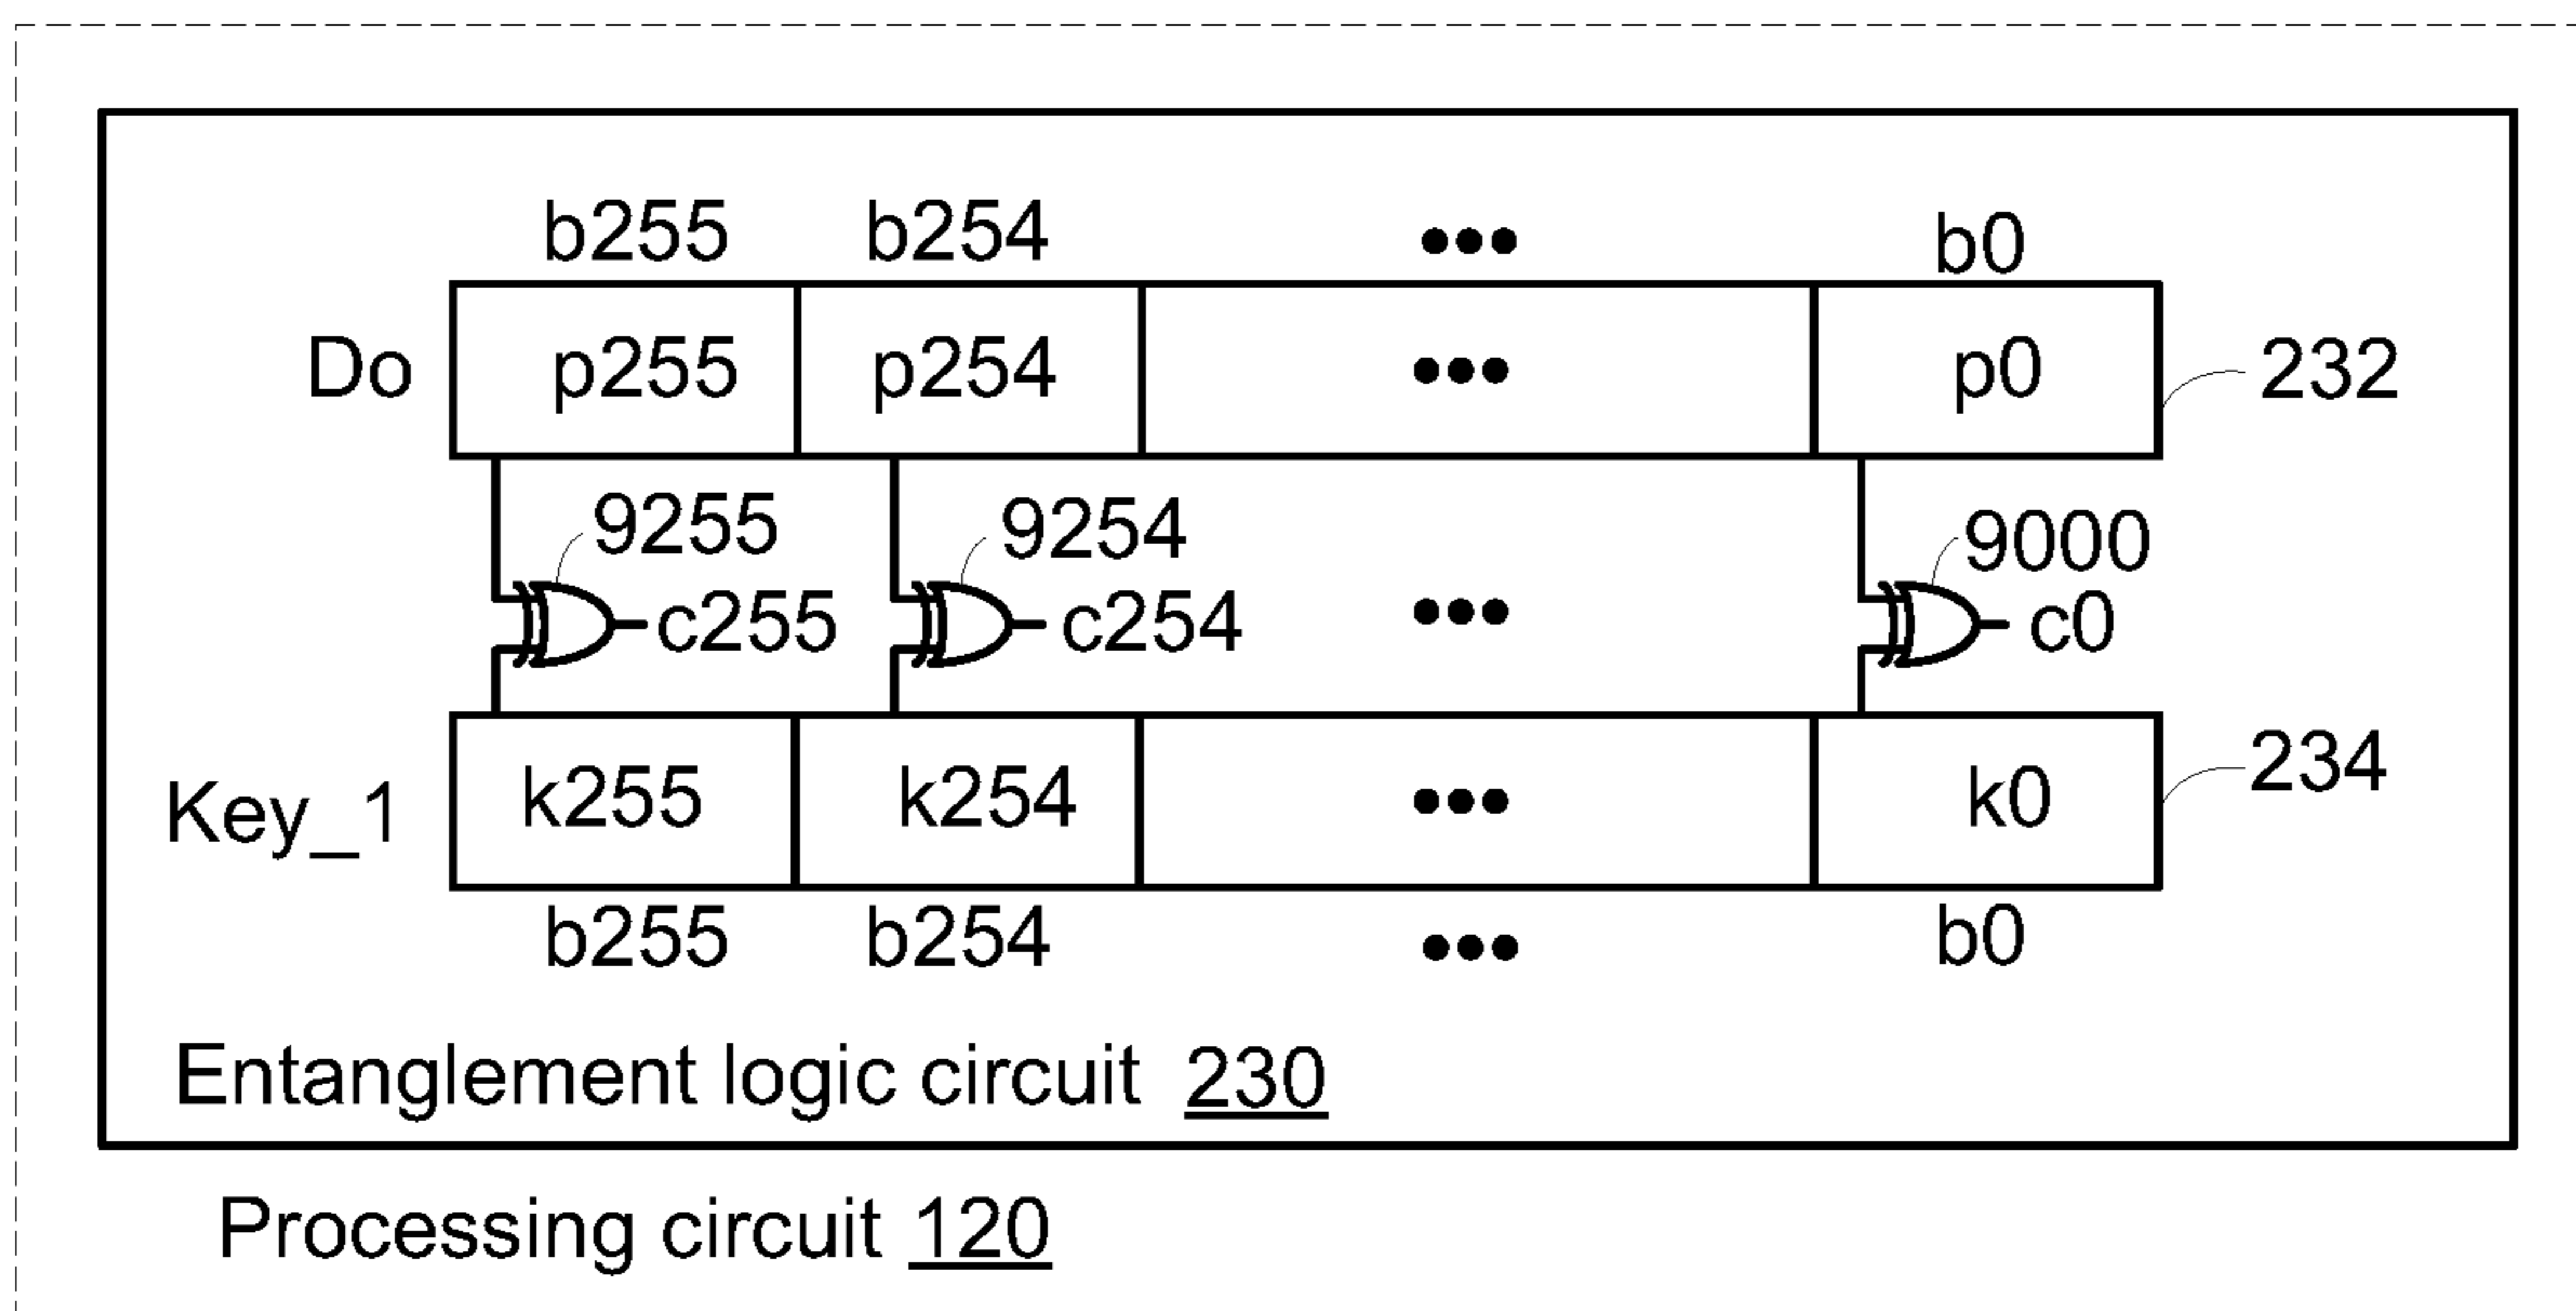 b255 b254 ••• b0
Do p255 p254 ••• p0 232
9255 9254 9000
c255 c254 ••• c0
Key_1 k255 k254 ••• k0 234
b255 b254 ••• b0
Entanglement logic circuit 230
Processing circuit 120